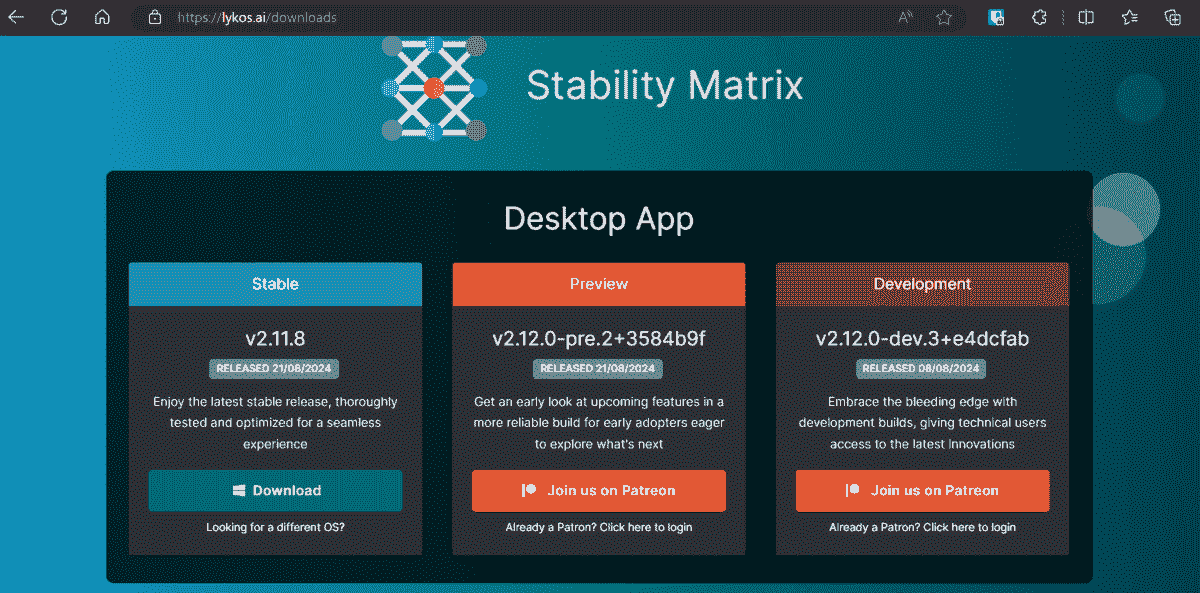 https://lykos.ai/downloads
Stability Matrix
Desktop App
Stable
v2.11.8
RELEASED 21/08/2024
Enjoy the latest stable release, thoroughly
tested and optimized for a seamless
experience
Download
Looking for a different OS?
Preview
v2.12.0-pre.2+3584b9f
RELEASED 21/08/2024
Get an early look at upcoming features in a
more reliable build for early adopters eager
to explore what's next
Join us on Patreon
Already a Patron? Click here to login
Development
v2.12.0-dev.3+e4dcfab
RELEASED 08/08/2024
Embrace the bleeding edge with
development builds, giving technical users
access to the latest innovations
Join us on Patreon
Already a Patron? Click here to login